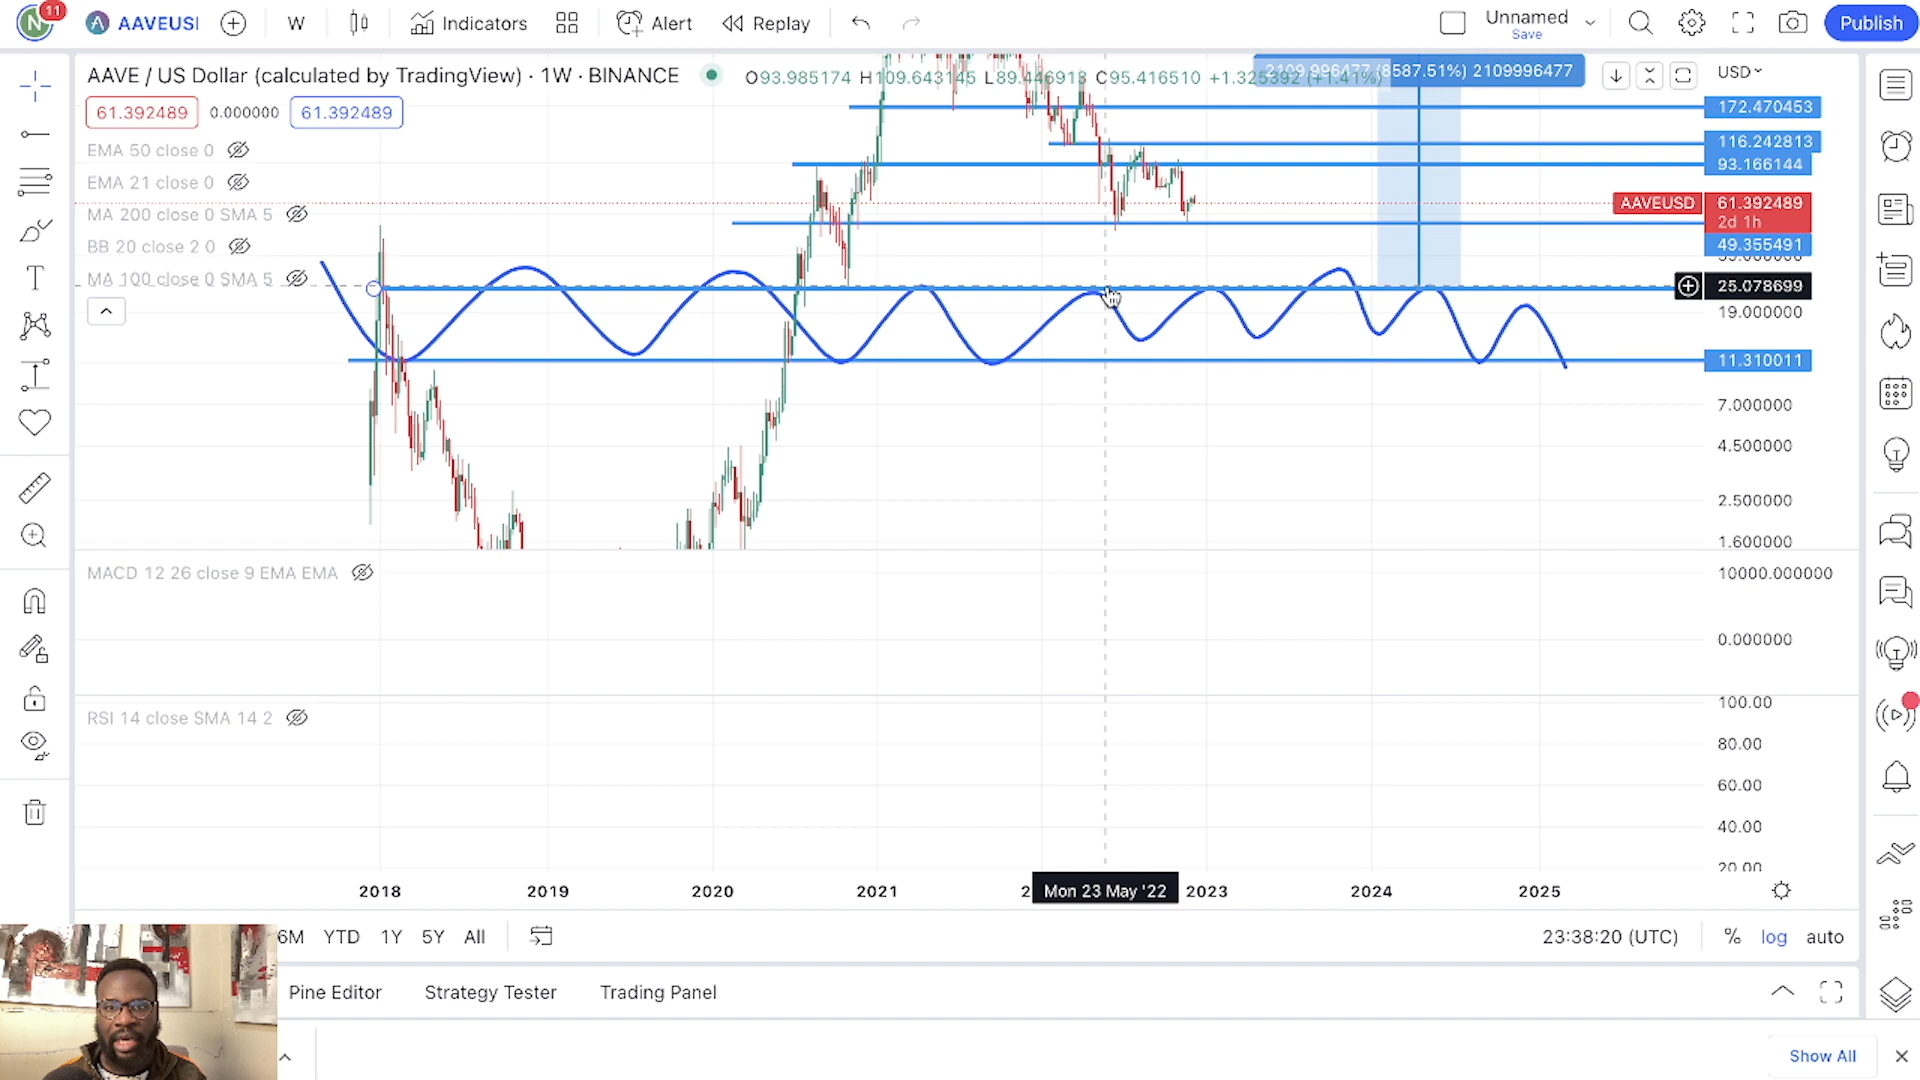 N 11 AAVEUSI W Indicators Alert Replay Unnamed Publish
Save
AAVE / US Dollar (calculated by TradingView) · 1W · BINANCE O93.985174 H109.643145 L89.446913 C95.416510 +1.325392 (+1.41%) USD
2109.996477 (8587.51%) 2109996477
61.392489 0.000000 61.392489
172.470453
EMA 50 close 0
116.242813
93.166144
EMA 21 close 0
AAVEUSD 61.392489
MA 200 close 0 SMA 5
2d 1h
BB 20 close 2 0
49.355491
MA 100 close 0 SMA 5
25.078699
19.000000
11.310011
7.000000
4.500000
2.500000
1.600000
MACD 12 26 close 9 EMA EMA
10000.000000
0.000000
RSI 14 close SMA 14 2
100.00
80.00
60.00
40.00
20.00
2018 2019 2020 2021 2 Mon 23 May '22 2023 2024 2025
6M YTD 1Y 5Y All 23:38:20 (UTC) % log auto
Pine Editor Strategy Tester Trading Panel
Show All